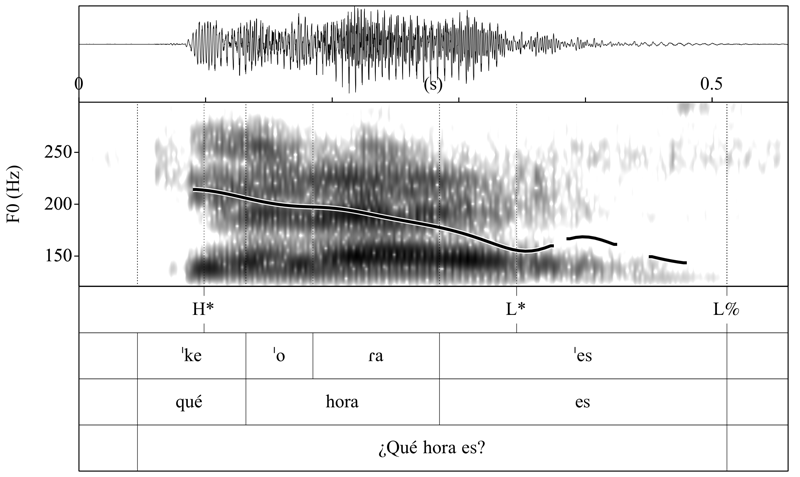 0 (s) 0.5
F0 (Hz)
250
200
150
H* L* L%
ˈke ˈo ɾa ˈes
qué hora es
¿Qué hora es?